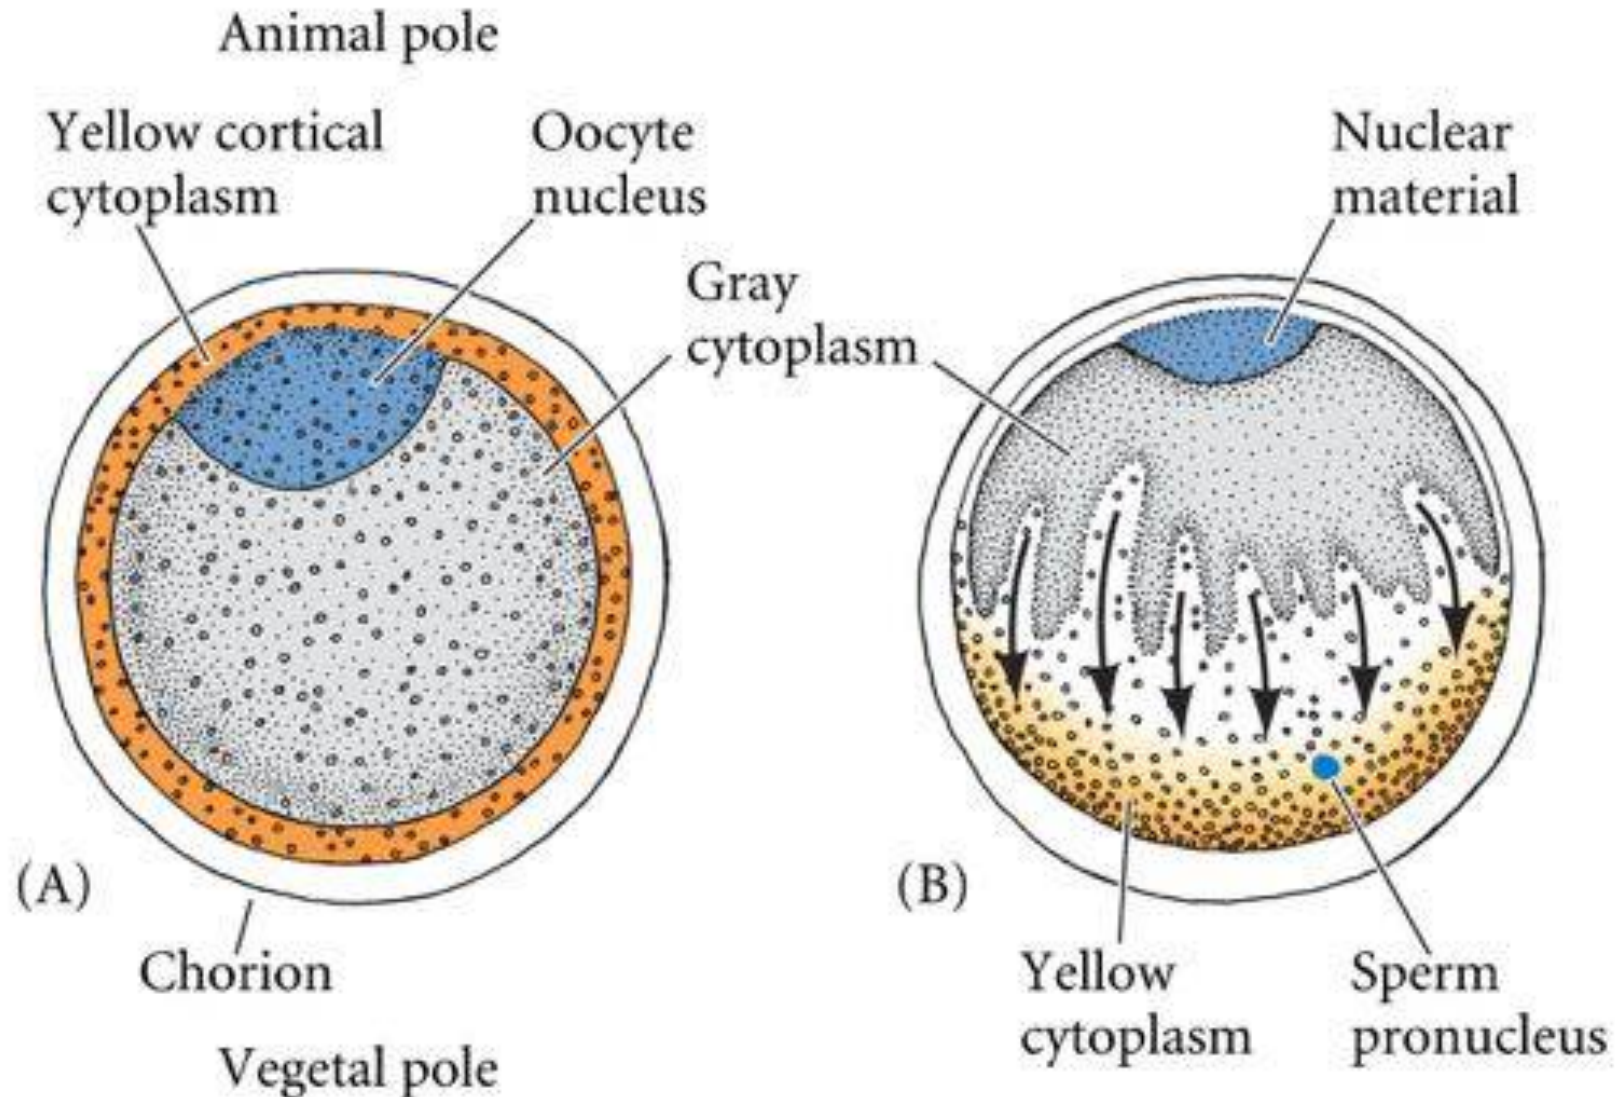 Animal pole
Yellow cortical
cytoplasm
Oocyte
nucleus
Gray
cytoplasm
Nuclear
material
(A)
Chorion
Vegetal pole
(B)
Yellow
cytoplasm
Sperm
pronucleus